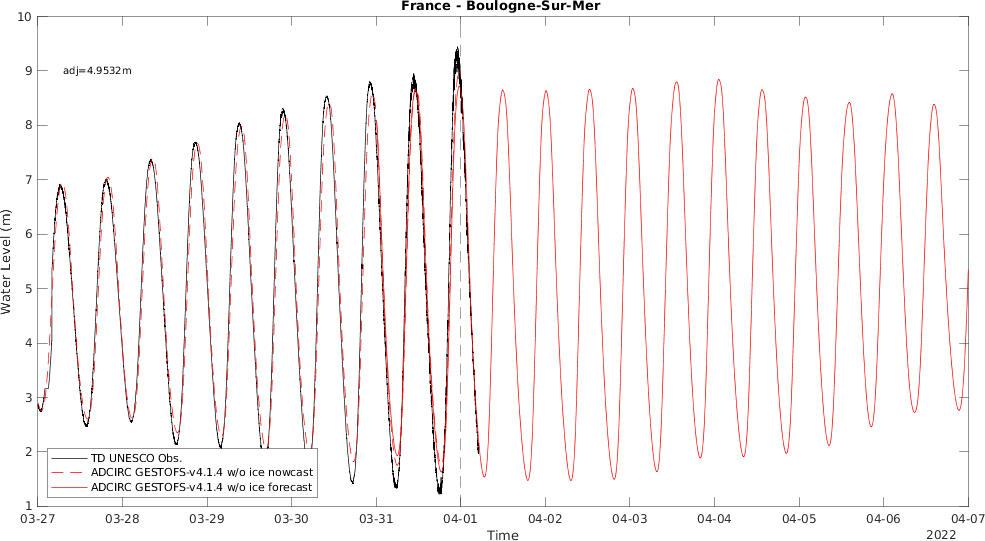 France - Boulogne-Sur-Mer
10
adj=4.9532m
9
8
7
6
5
4
3
2
1
Water Level (m)
TD UNESCO Obs.
ADCIRC GESTOFS-v4.1.4 w/o ice nowcast
ADCIRC GESTOFS-v4.1.4 w/o ice forecast
03-27 03-28 03-29 03-30 03-31 04-01 04-02 04-03 04-04 04-05 04-06 04-07
Time
2022